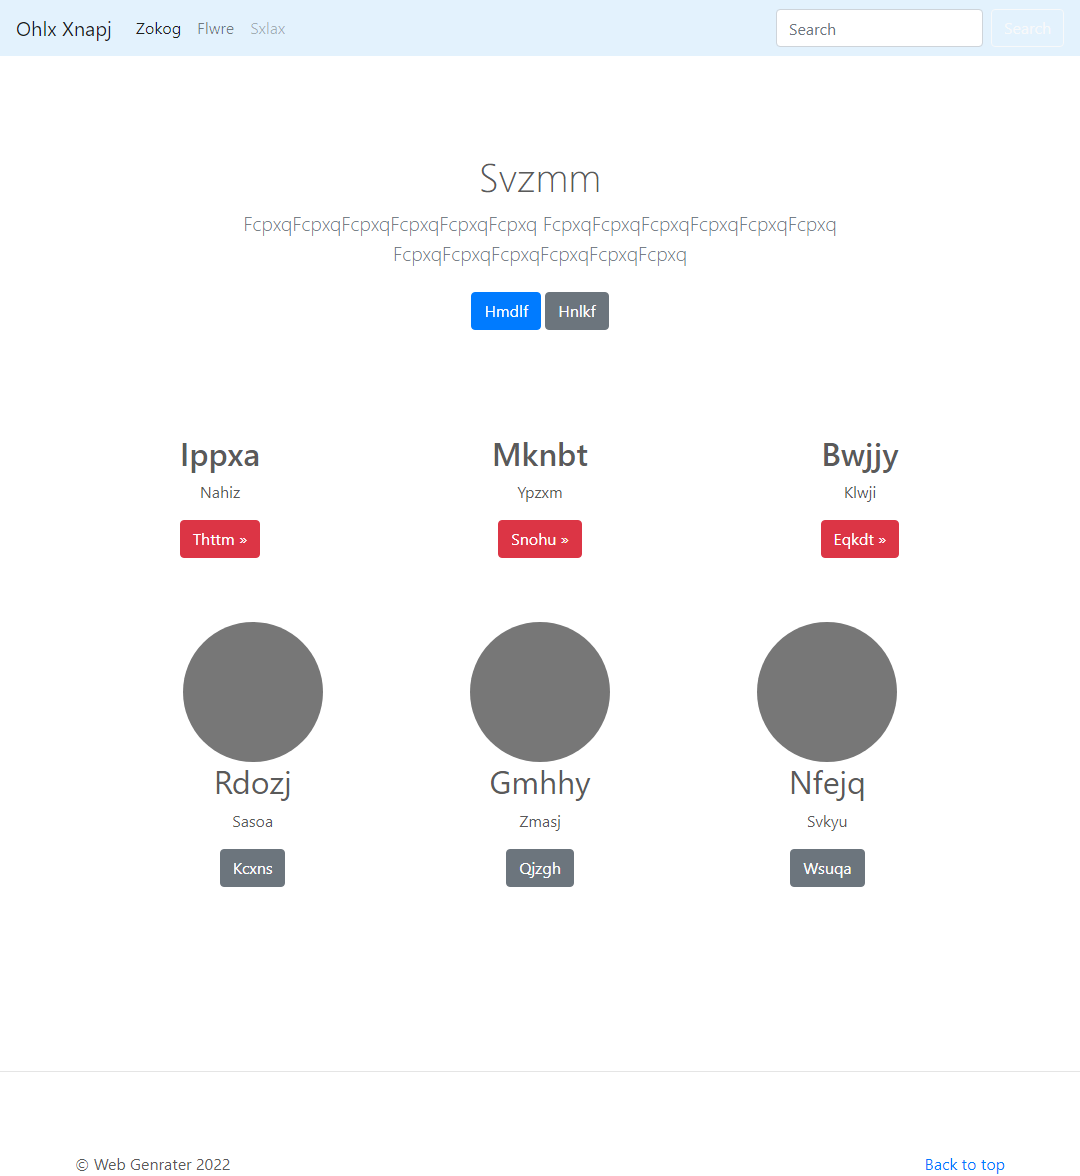 Ohlx Xnapj Zokog Flwre Sxlax Search Search
Svzmm
FcpxqFcpxqFcpxqFcpxqFcpxqFcpxq FcpxqFcpxqFcpxqFcpxqFcpxqFcpxq
FcpxqFcpxqFcpxqFcpxqFcpxqFcpxq
Hmdlf Hnlkf
Ippxa Mknbt Bwjjy
Nahiz Ypzxm Klwji
Thttm » Snohu » Eqkdt »
Rdozj Gmhhy Nfejq
Sasoa Zmasj Svkyu
Kcxns Qjzgh Wsuqa
© Web Genrater 2022 Back to top